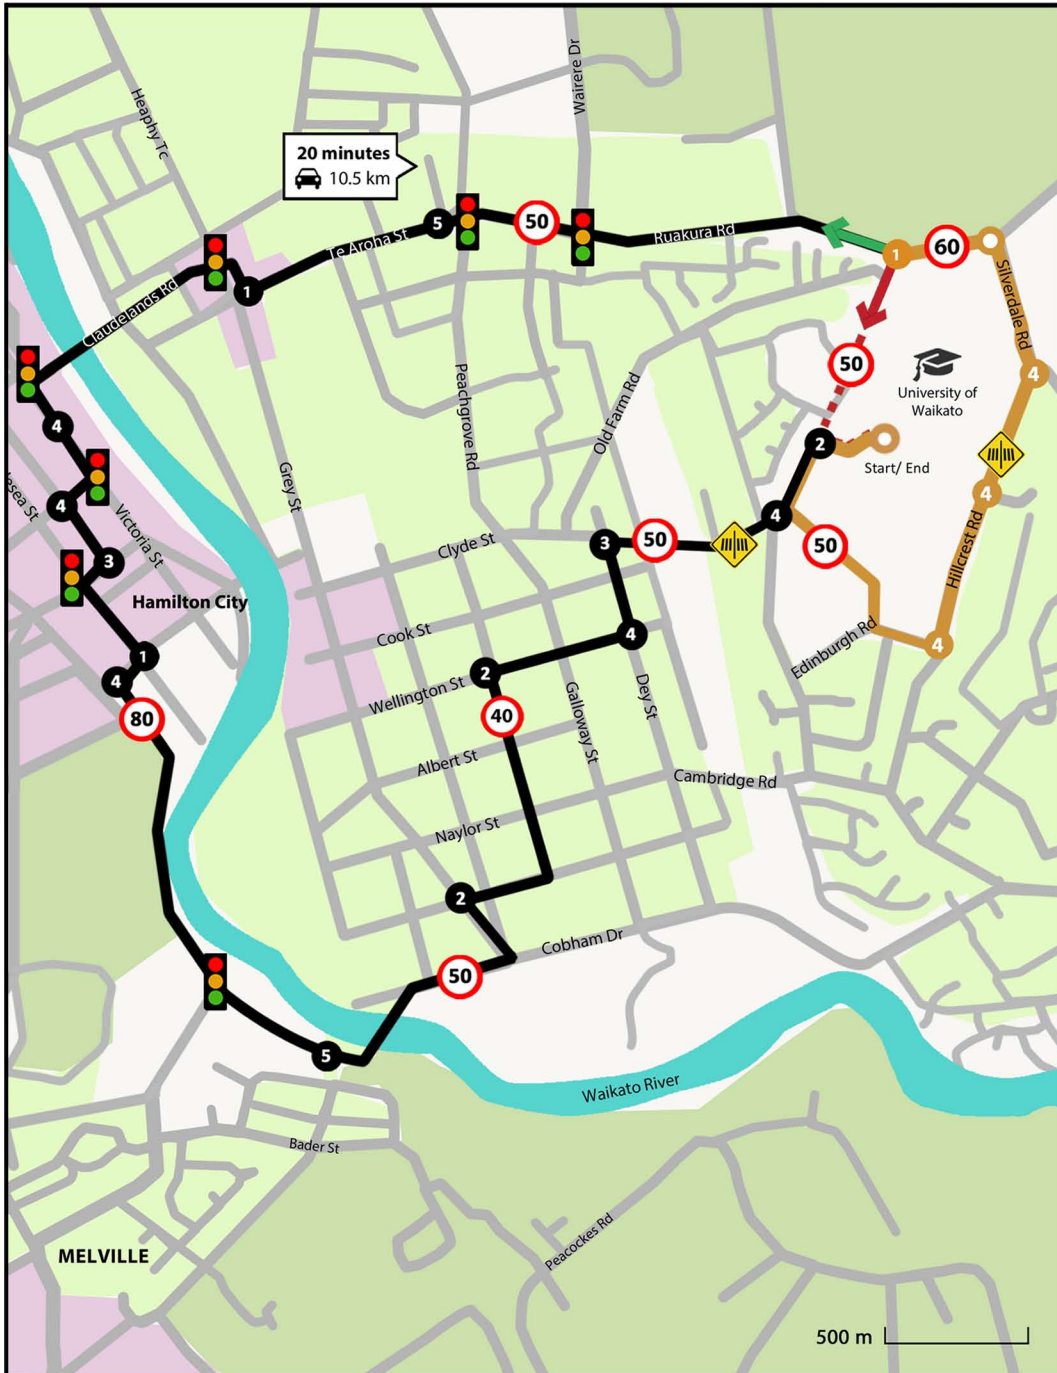 Wairere Dr
Heaphy Tc
20 minutes
10.5 km
5
50
Te Aroha St
Ruakura Rd
1
60
1
Silverdale Rd
Claudelands Rd
50
University of
Waikato
4
4
Peachgrove Rd
Old Farm Rd
2
Start/ End
Grey St
4
Victoria St
4
4
50
50
Clyde St
3
3
Hillcrest Rd
Hamilton City
Cook St
4
Edinburgh Rd
4
1
4
2
Wellington St
Dey St
80
40
Galloway St
Albert St
Cambridge Rd
Naylor St
2
Cobham Dr
50
5
Waikato River
Bader St
Peacockes Rd
MELVILLE
500 m